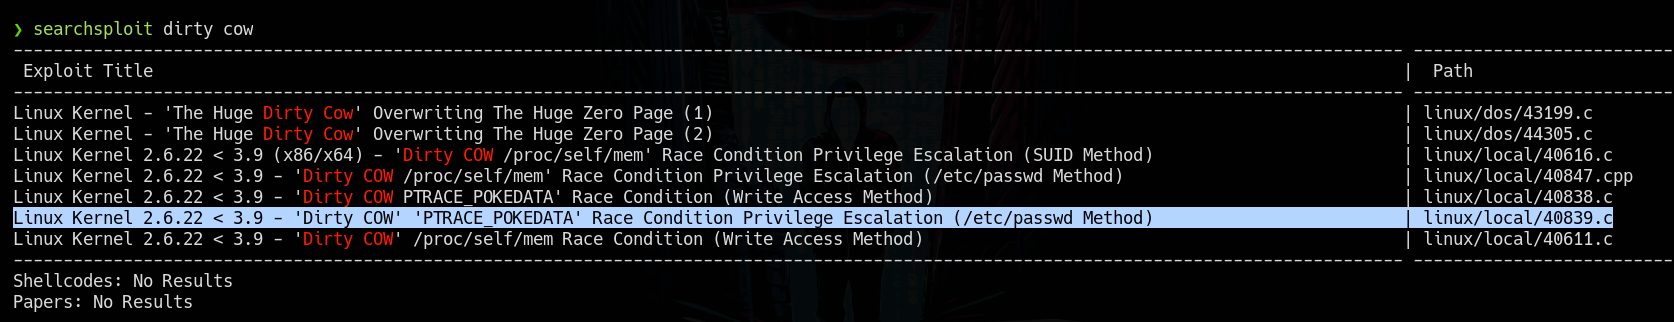 ❯ searchsploit dirty cow
---------------------------------------------------------------------------------------------------------------------------------------- --------------------------
 Exploit Title                                                                                                                             |  Path
---------------------------------------------------------------------------------------------------------------------------------------- --------------------------
Linux Kernel - 'The Huge Dirty Cow' Overwriting The Huge Zero Page (1)                                                                     | linux/dos/43199.c
Linux Kernel - 'The Huge Dirty Cow' Overwriting The Huge Zero Page (2)                                                                     | linux/dos/44305.c
Linux Kernel 2.6.22 < 3.9 (x86/x64) - 'Dirty COW /proc/self/mem' Race Condition Privilege Escalation (SUID Method)                         | linux/local/40616.c
Linux Kernel 2.6.22 < 3.9 - 'Dirty COW /proc/self/mem' Race Condition Privilege Escalation (/etc/passwd Method)                            | linux/local/40847.cpp
Linux Kernel 2.6.22 < 3.9 - 'Dirty COW PTRACE_POKEDATA' Race Condition (Write Access Method)                                               | linux/local/40838.c
Linux Kernel 2.6.22 < 3.9 - 'Dirty COW' 'PTRACE_POKEDATA' Race Condition Privilege Escalation (/etc/passwd Method)                         | linux/local/40839.c
Linux Kernel 2.6.22 < 3.9 - 'Dirty COW' /proc/self/mem Race Condition (Write Access Method)                                                | linux/local/40611.c
---------------------------------------------------------------------------------------------------------------------------------------- --------------------------
Shellcodes: No Results
Papers: No Results